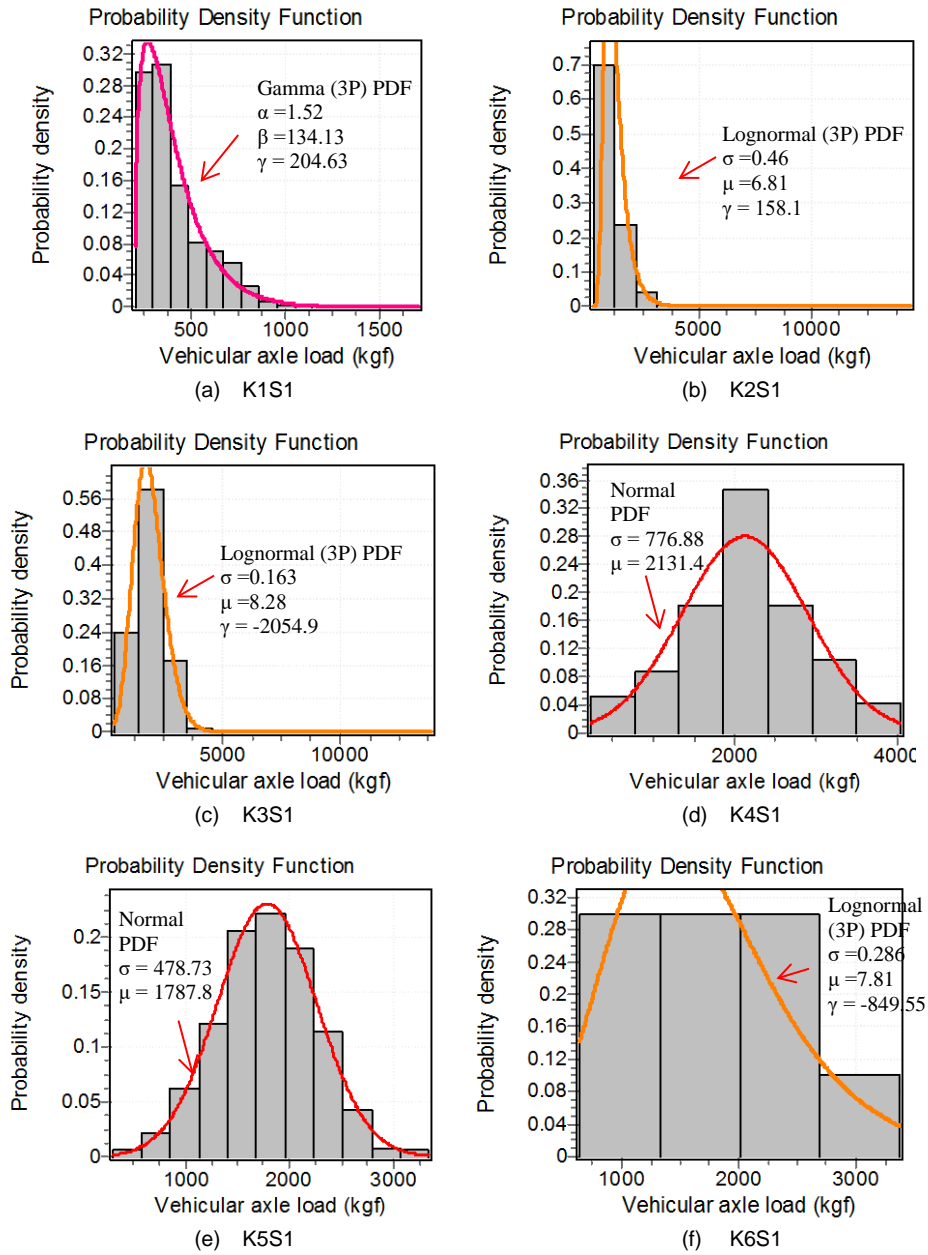 Probability Density Function
Probability density
0.32
0.28
0.24
0.2
0.16
0.12
0.08
0.04
0
Gamma (3P) PDF
α =1.52
β =134.13
γ = 204.63
500
1000
1500
Vehicular axle load (kgf)
(a) K1S1
Probability Density Function
Probability density
0.7
0.6
0.5
0.4
0.3
0.2
0.1
0
Lognormal (3P) PDF
σ =0.46
μ =6.81
γ = 158.1
5000
10000
Vehicular axle load (kgf)
(b) K2S1
Probability Density Function
Probability density
0.56
0.48
0.4
0.32
0.24
0.16
0.08
0
Lognormal (3P) PDF
σ =0.163
μ =8.28
γ = -2054.9
5000
10000
Vehicular axle load (kgf)
(c) K3S1
Probability Density Function
Probability density
0.36
0.32
0.28
0.24
0.2
0.16
0.12
0.08
0.04
0
Normal
PDF
σ = 776.88
μ = 2131.4
2000
4000
Vehicular axle load (kgf)
(d) K4S1
Probability Density Function
Probability density
0.2
0.15
0.1
0.05
0
Normal
PDF
σ = 478.73
μ = 1787.8
1000
2000
3000
Vehicular axle load (kgf)
(e) K5S1
Probability Density Function
Probability density
0.32
0.28
0.24
0.2
0.16
0.12
0.08
0.04
0
Lognormal
(3P) PDF
σ =0.286
μ =7.81
γ = -849.55
1000
2000
3000
Vehicular axle load (kgf)
(f) K6S1